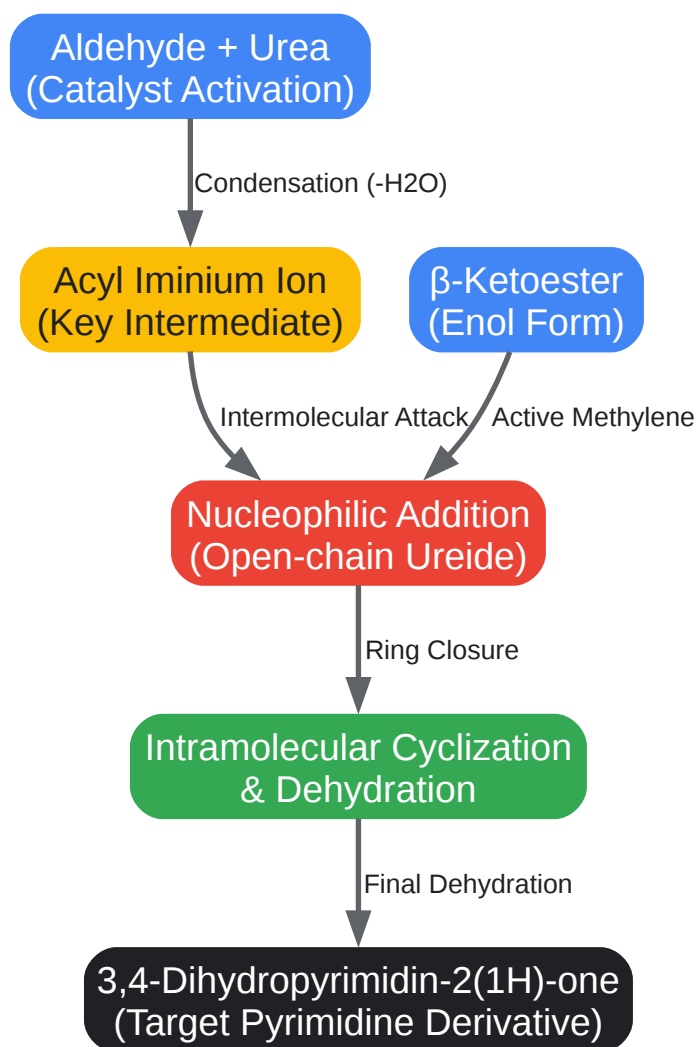 Aldehyde + Urea
(Catalyst Activation)
Condensation (-H2O)
Acyl Iminium Ion
(Key Intermediate)
β-Ketoester
(Enol Form)
Intermolecular Attack
Active Methylene
Nucleophilic Addition
(Open-chain Ureide)
Ring Closure
Intramolecular Cyclization
& Dehydration
Final Dehydration
3,4-Dihydropyrimidin-2(1H)-one
(Target Pyrimidine Derivative)